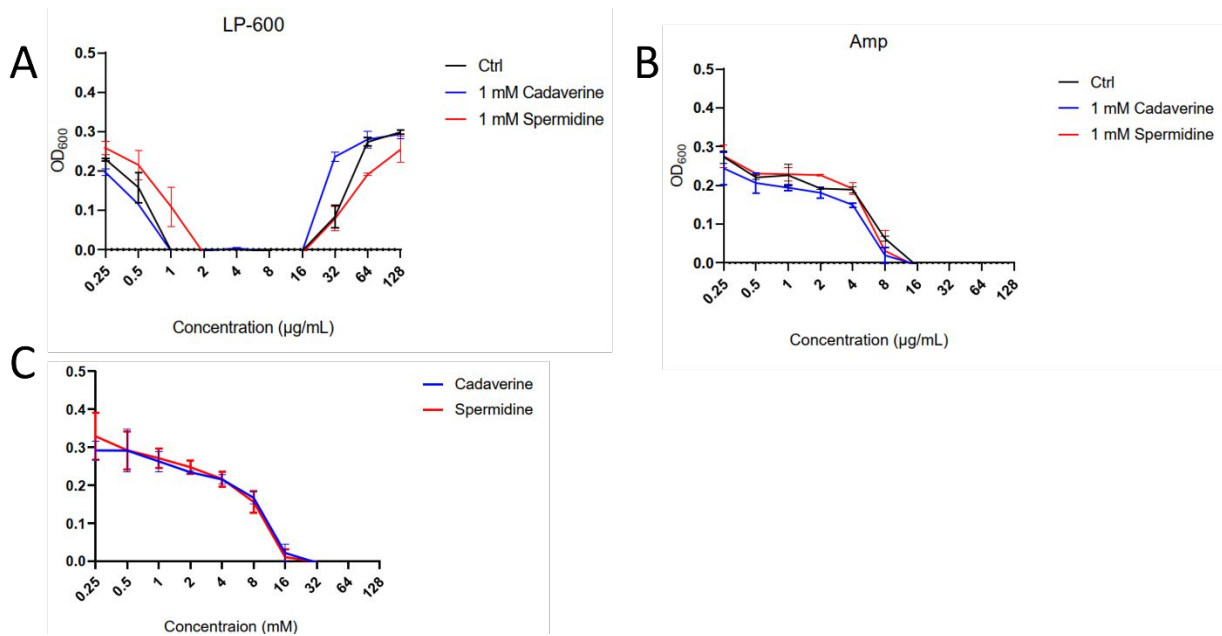 A
LP-600
0.5
0.4
0.3
0.2
0.1
0.0
OD600
0.25
0.5
1
2
4
8
16
32
64
128
Concentration (µg/mL)
Ctrl
1 mM Cadaverine
1 mM Spermidine
B
Amp
0.5
0.4
0.3
0.2
0.1
0.0
OD600
0.25
0.5
1
2
4
8
16
32
64
128
Concentration (µg/mL)
Ctrl
1 mM Cadaverine
1 mM Spermidine
C
0.5
0.4
0.3
0.2
0.1
0.0
0.25
0.5
1
2
4
8
16
32
64
128
Concentraion (mM)
Cadaverine
Spermidine